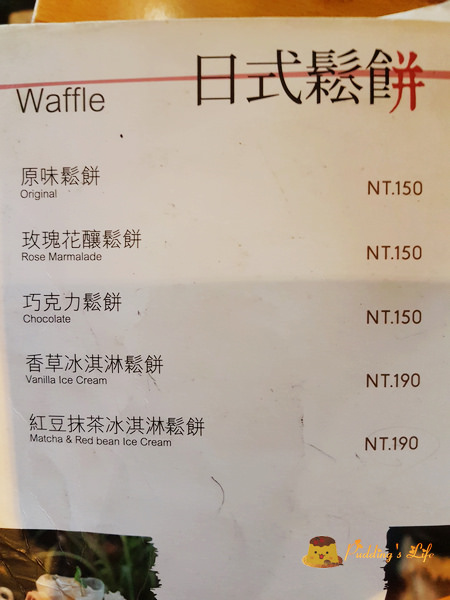 Waffle 日式鬆餅
原味鬆餅
Original
NT.150
玫瑰花釀鬆餅
Rose Marmalade
NT.150
巧克力鬆餅
Chocolate
NT.150
香草冰淇淋鬆餅
Vanilla Ice Cream
NT.190
紅豆抹茶冰淇淋鬆餅
Matcha & Red bean Ice Cream
NT.190
Pudding's Life